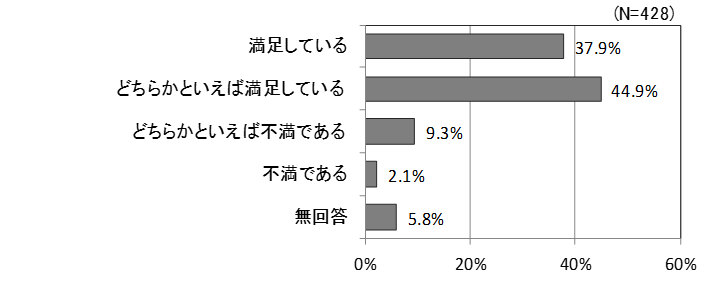 (N=428)
満足している 37.9%
どちらかといえば満足している 44.9%
どちらかといえば不満である 9.3%
不満である 2.1%
無回答 5.8%
0% 20% 40% 60%